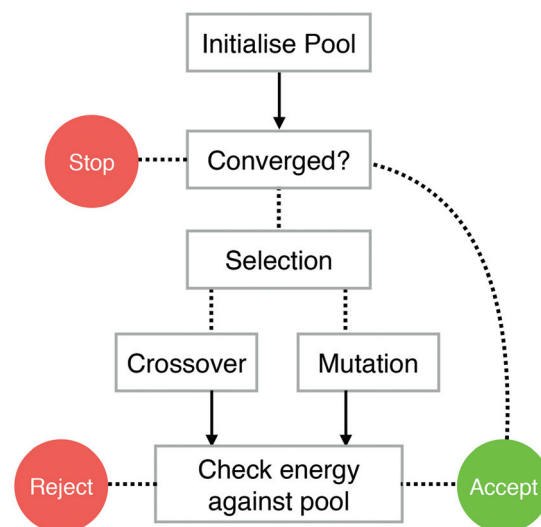 Initialise Pool
Stop
Converged?
Selection
Crossover
Mutation
Reject
Check energy
against pool
Accept